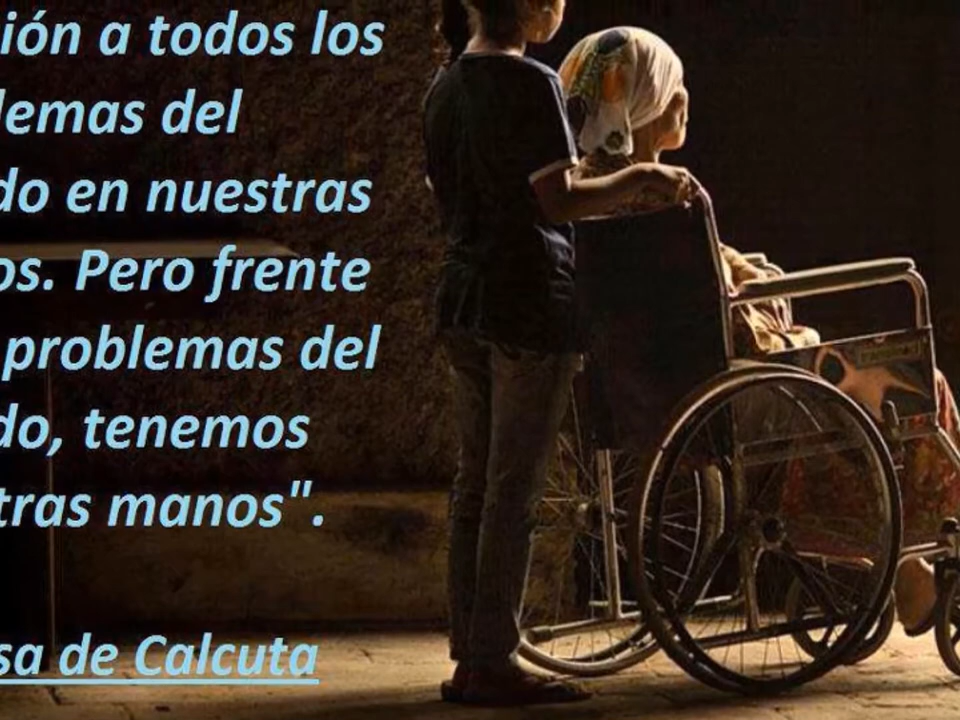 ión a todos los
lemas del
do en nuestras
os. Pero frente
problemas del
do, tenemos
tras manos".
sa de Calcuta